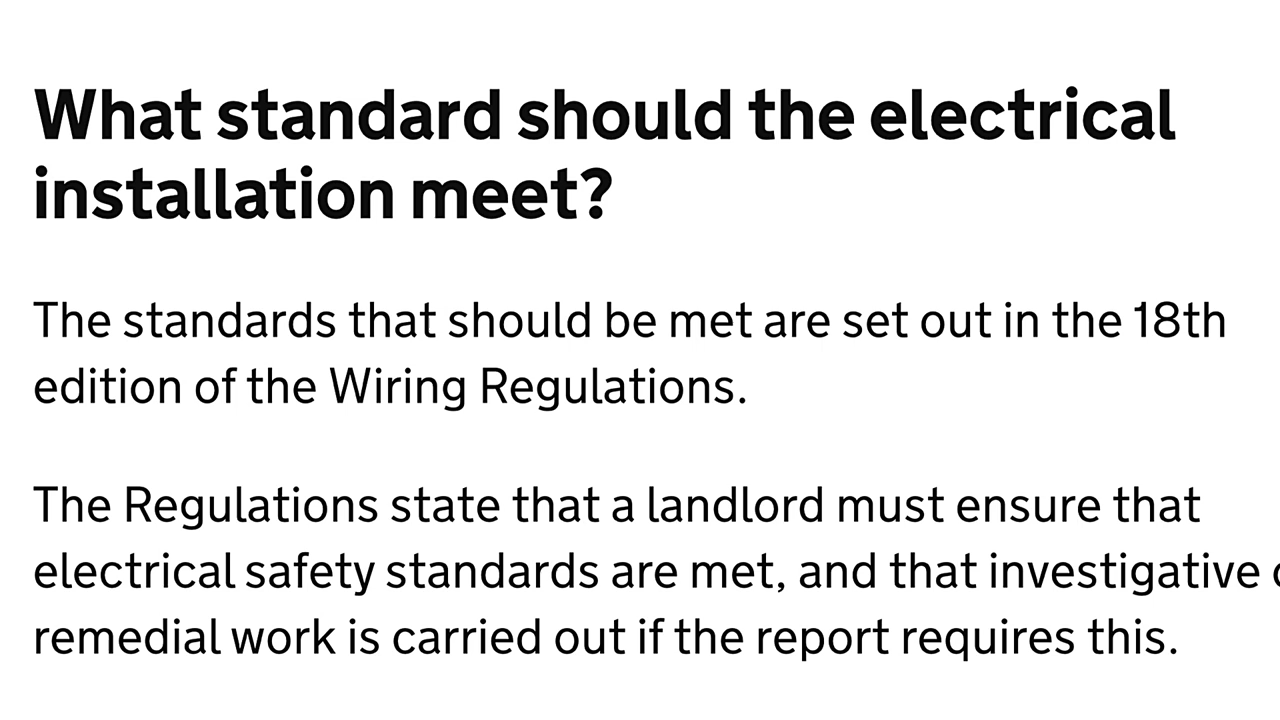 What standard should the electrical
installation meet?
The standards that should be met are set out in the 18th
edition of the Wiring Regulations.
The Regulations state that a landlord must ensure that
electrical safety standards are met, and that investigative
remedial work is carried out if the report requires this.